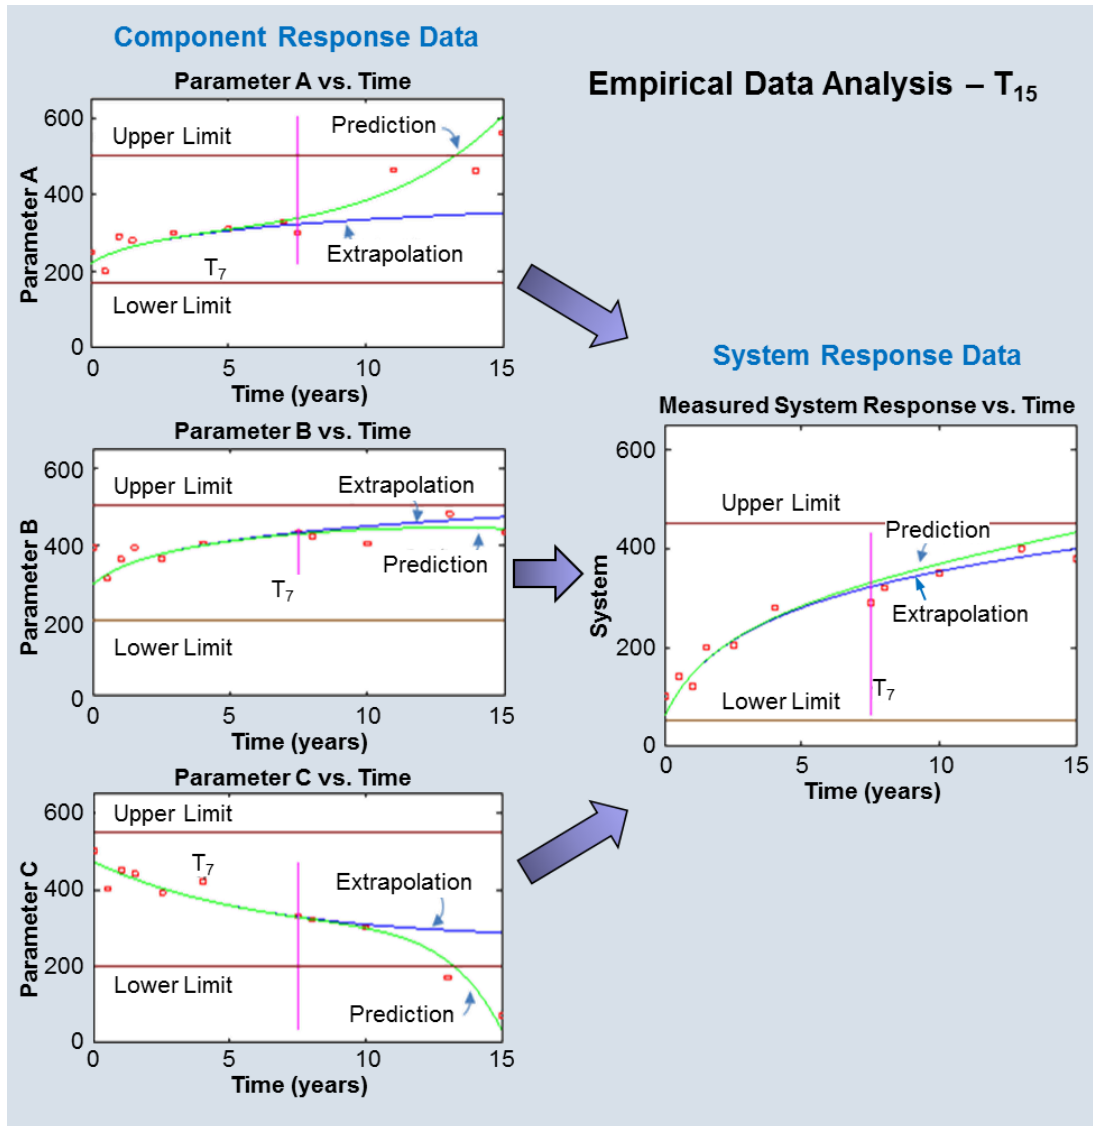 Component Response Data
Empirical Data Analysis – T15
Parameter A vs. Time
Parameter A
600
400
200
0
Upper Limit
Prediction
Extrapolation
T7
Lower Limit
0 5 10 15
Time (years)
Parameter B vs. Time
Parameter B
600
400
200
0
Upper Limit
Extrapolation
Prediction
T7
Lower Limit
0 5 10 15
Time (years)
Parameter C vs. Time
Parameter C
600
400
200
0
Upper Limit
T7
Extrapolation
Lower Limit
Prediction
0 5 10 15
Time (years)
System Response Data
Measured System Response vs. Time
System
600
400
200
0
Upper Limit
Prediction
Extrapolation
T7
Lower Limit
0 5 10 15
Time (years)